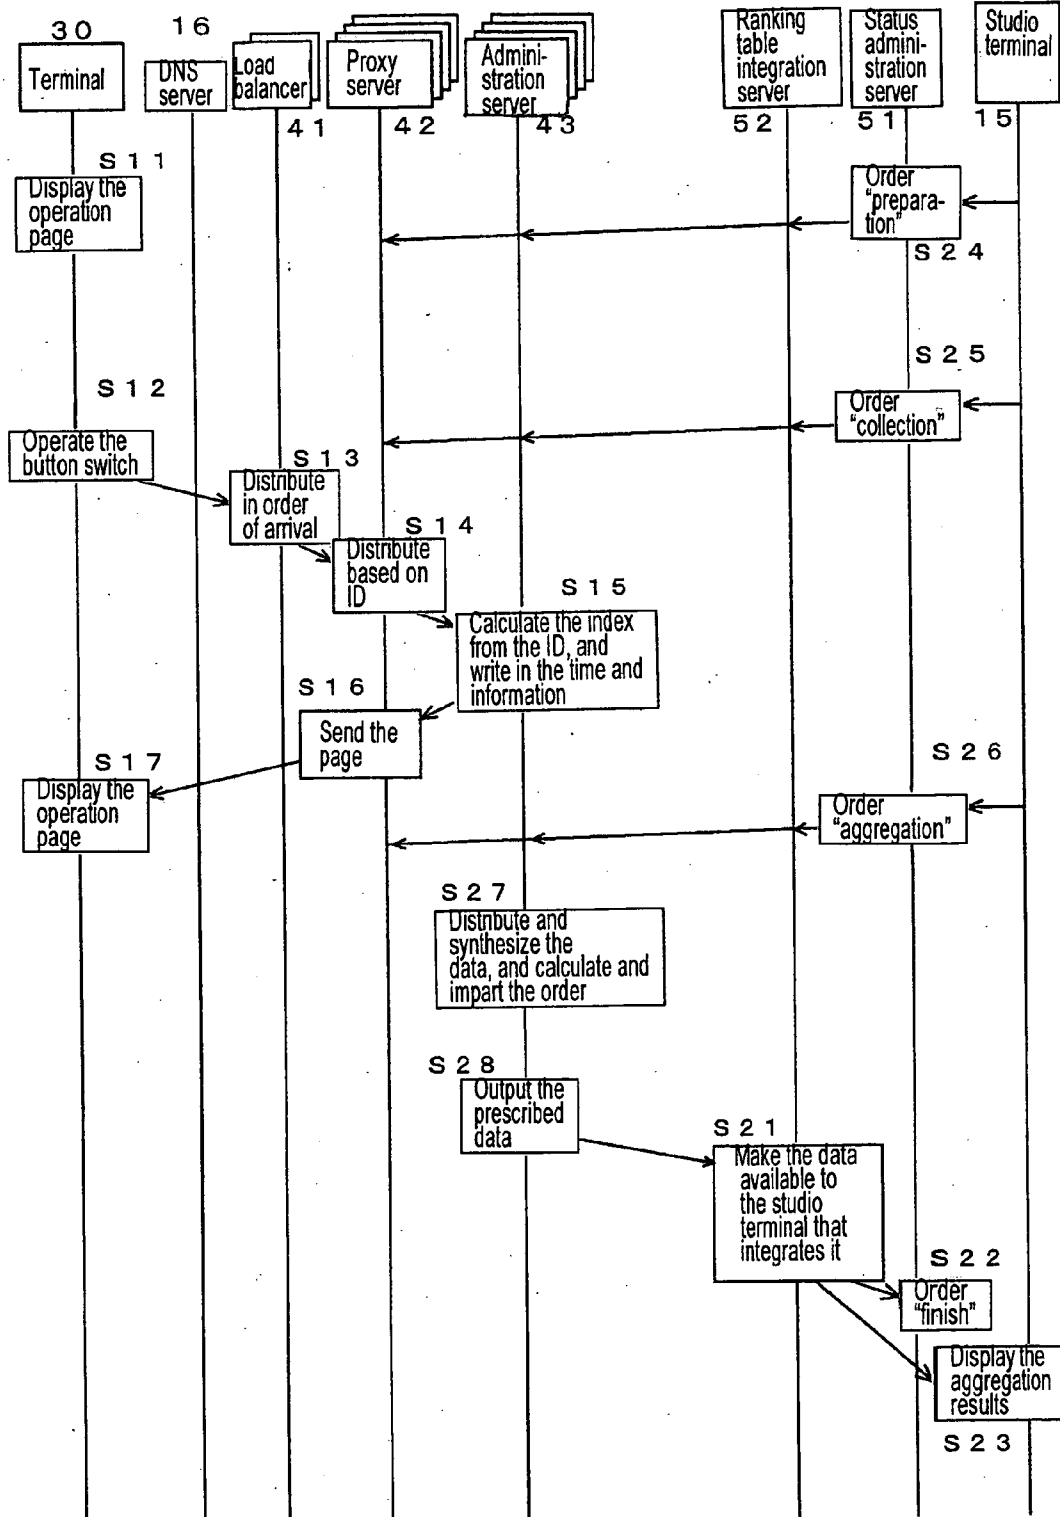 30
Terminal
16
DNS
server
Load
balancer
41
Proxy
server
42
Admini-
stration
server
43
Ranking
table
integration
server
52
Status
admini-
stration
server
51
Studio
terminal
15
S11
Display the
operation
page
Order
“prepara-
tion”
S24
S25
Order
“collection”
S12
Operate the
button switch
S13
Distribute
in order
of arrival
S14
Distribute
based on
ID
S15
Calculate the index
from the ID, and
write in the time and
information
S16
Send the
page
S17
Display the
operation
page
S26
Order
“aggregation”
S27
Distribute and
synthesize the
data, and calculate and
impart the order
S28
Output the
prescribed
data
S21
Make the data
available to
the studio
terminal that
integrates it
S22
Order
“finish”
Display the
aggregation
results
S23